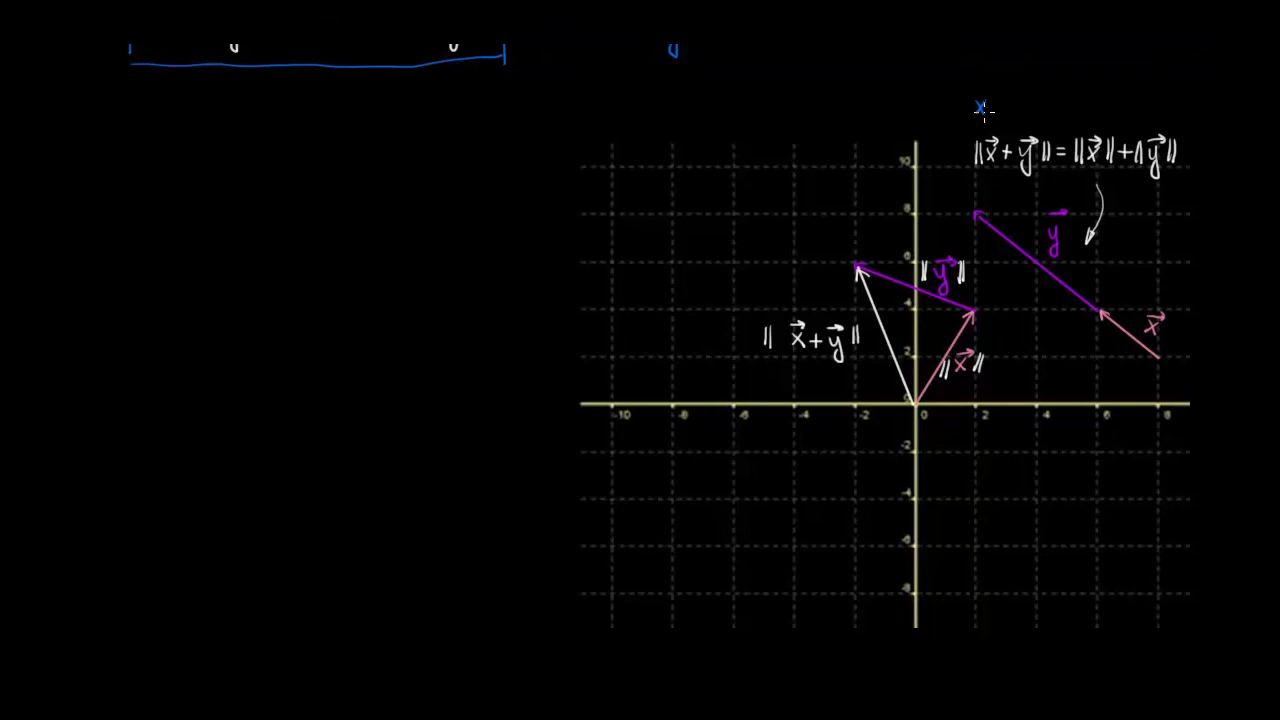 x
‖x⃗ + y⃗‖ = ‖x⃗‖ + ‖y⃗‖
10
8
y⃗
6
‖y⃗‖
4
x⃗
‖x⃗ + y⃗‖
2
‖x⃗‖
0
-10 -8 -6 -4 -2 0 2 4 6 8
-2
-4
-6
-8